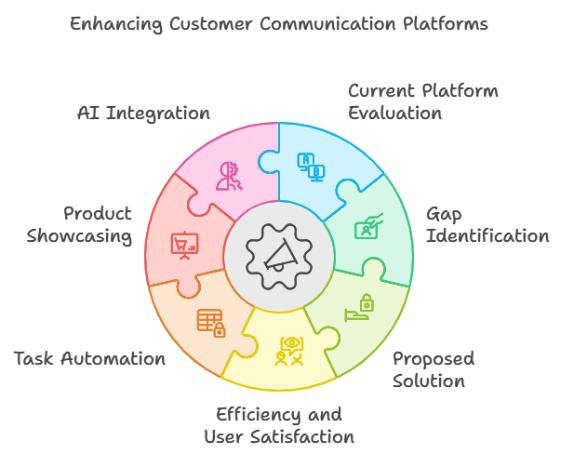 Enhancing Customer Communication Platforms
Current Platform
Evaluation
AI Integration
Product
Showcasing
Gap
Identification
Task Automation
Proposed
Solution
Efficiency and
User Satisfaction